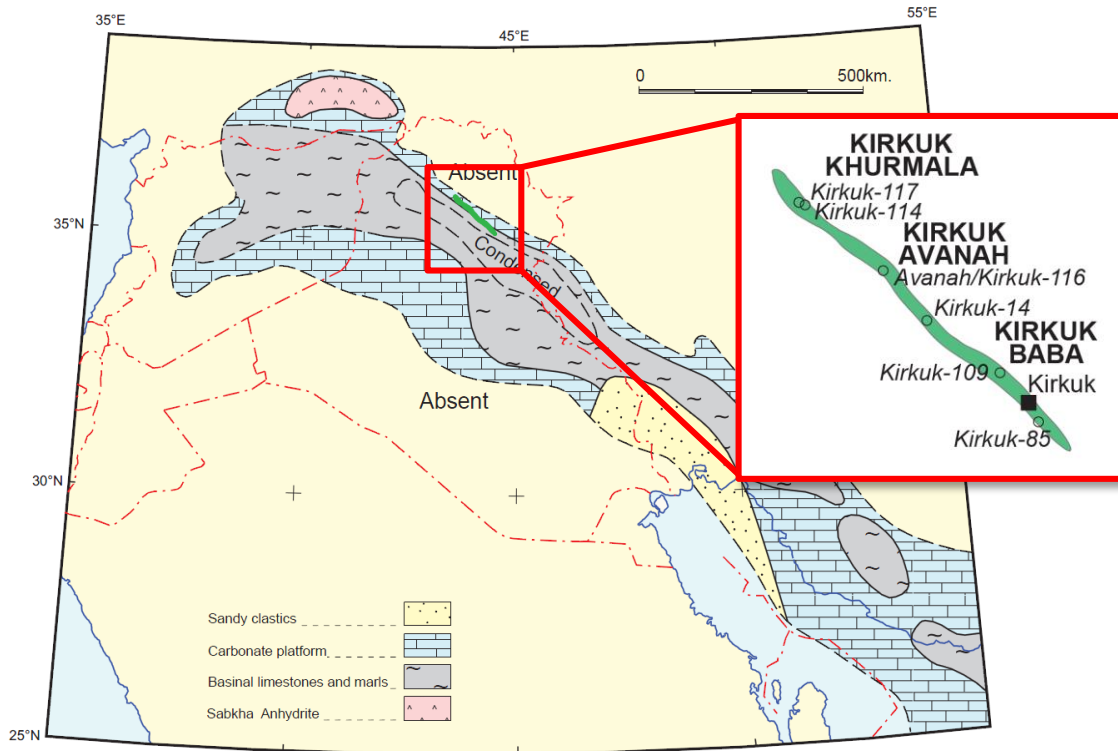 35°E
45°E
55°E
0 500km.
Absent
35°N
Condensed
Absent
30°N
25°N
KIRKUK
KHURMALA
Kirkuk-117
Kirkuk-114
KIRKUK
AVANAH
Avanah/Kirkuk-116
Kirkuk-14
KIRKUK
BABA
Kirkuk-109
Kirkuk
Kirkuk-85
Sandy clastics
Carbonate platform
Basinal limestones and marls
Sabkha Anhydrite